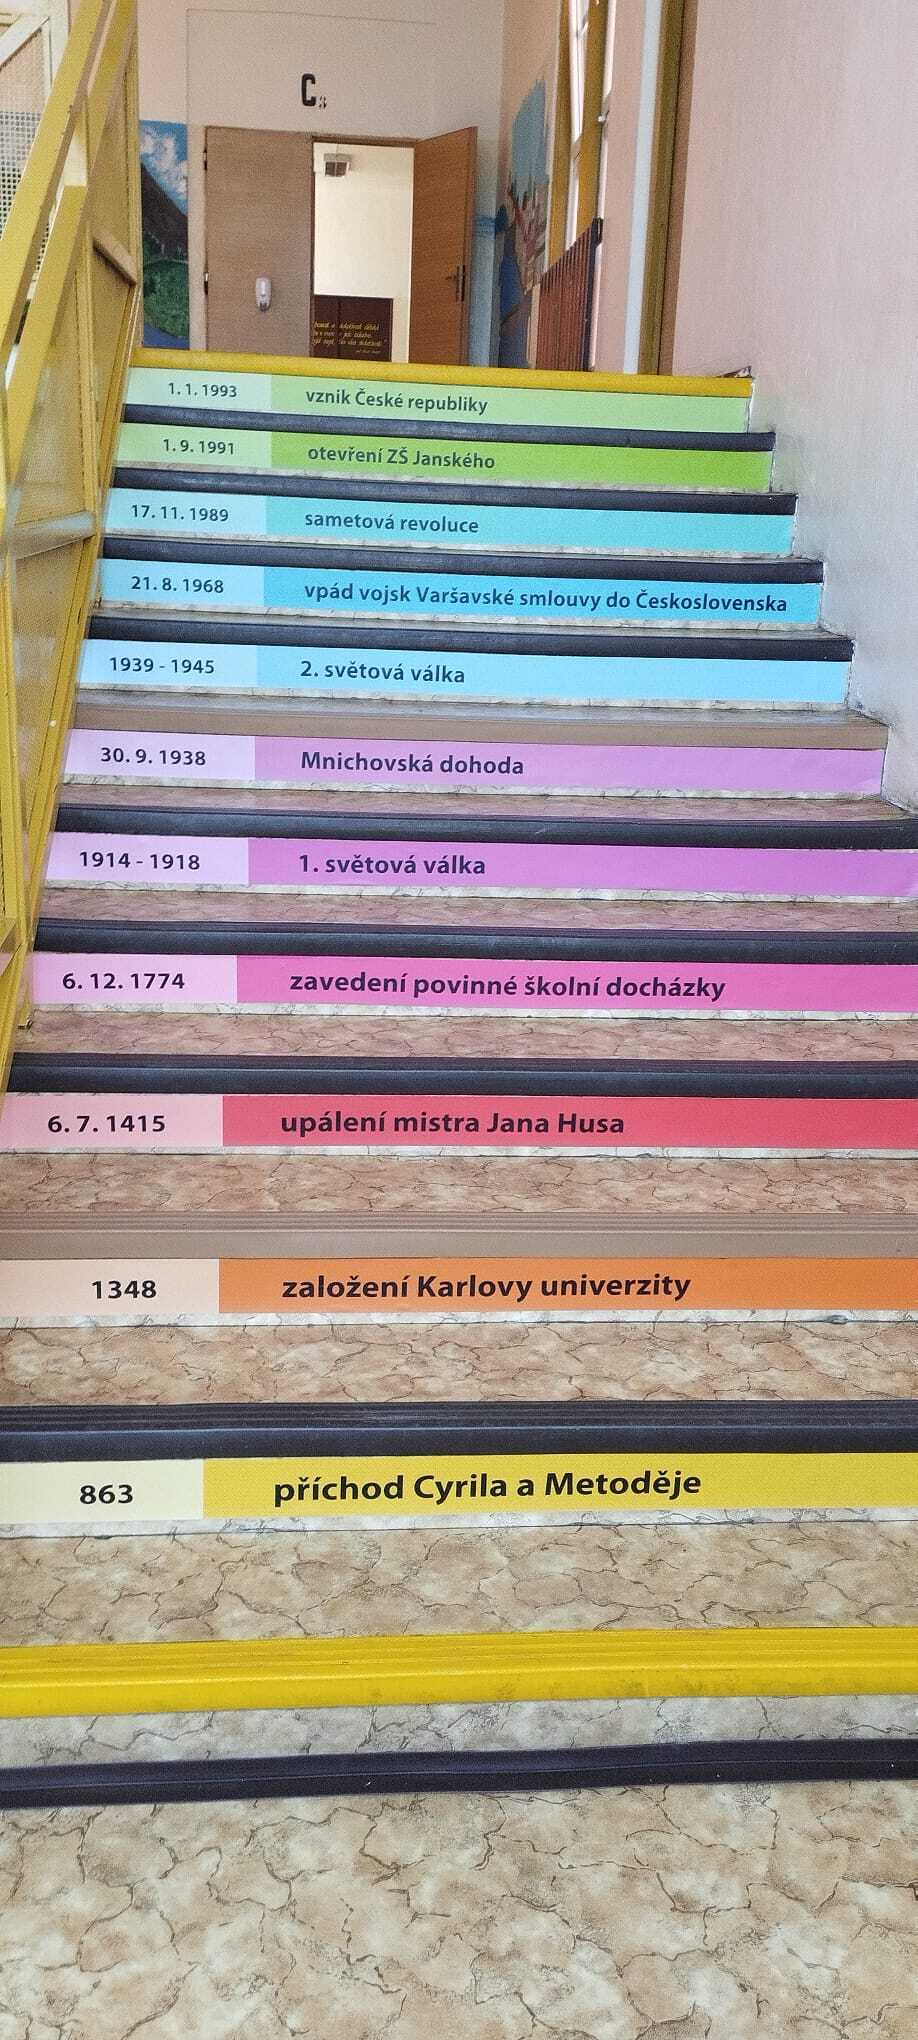 C3
1. 1. 1993 vznik České republiky
1. 9. 1991 otevření ZŠ Janského
17. 11. 1989 sametová revoluce
21. 8. 1968 vpád vojsk Varšavské smlouvy do Československa
1939 - 1945 2. světová válka
30. 9. 1938 Mnichovská dohoda
1914 - 1918 1. světová válka
6. 12. 1774 zavedení povinné školní docházky
6. 7. 1415 upálení mistra Jana Husa
1348 založení Karlovy univerzity
863 příchod Cyrila a Metoděje